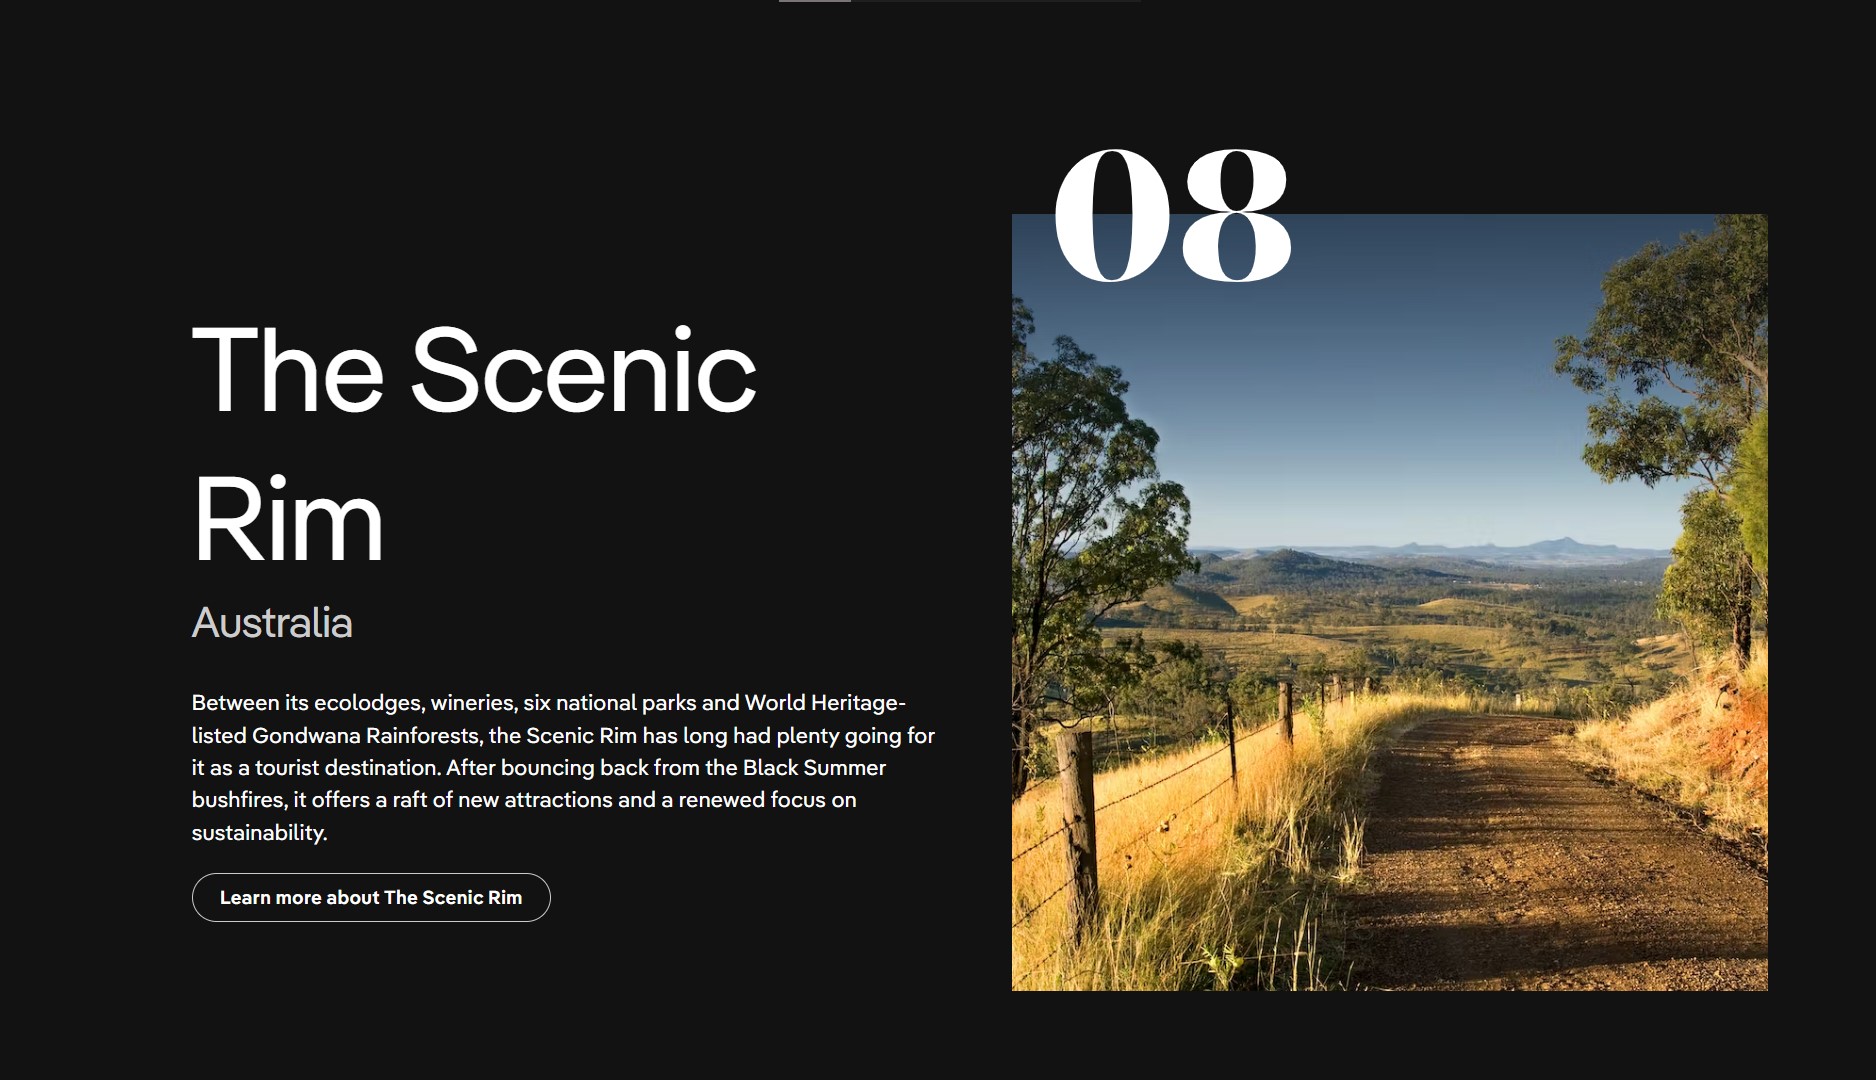 08
The Scenic
Rim
Australia
Between its ecolodges, wineries, six national parks and World Heritage-
listed Gondwana Rainforests, the Scenic Rim has long had plenty going for
it as a tourist destination. After bouncing back from the Black Summer
bushfires, it offers a raft of new attractions and a renewed focus on
sustainability.
Learn more about The Scenic Rim